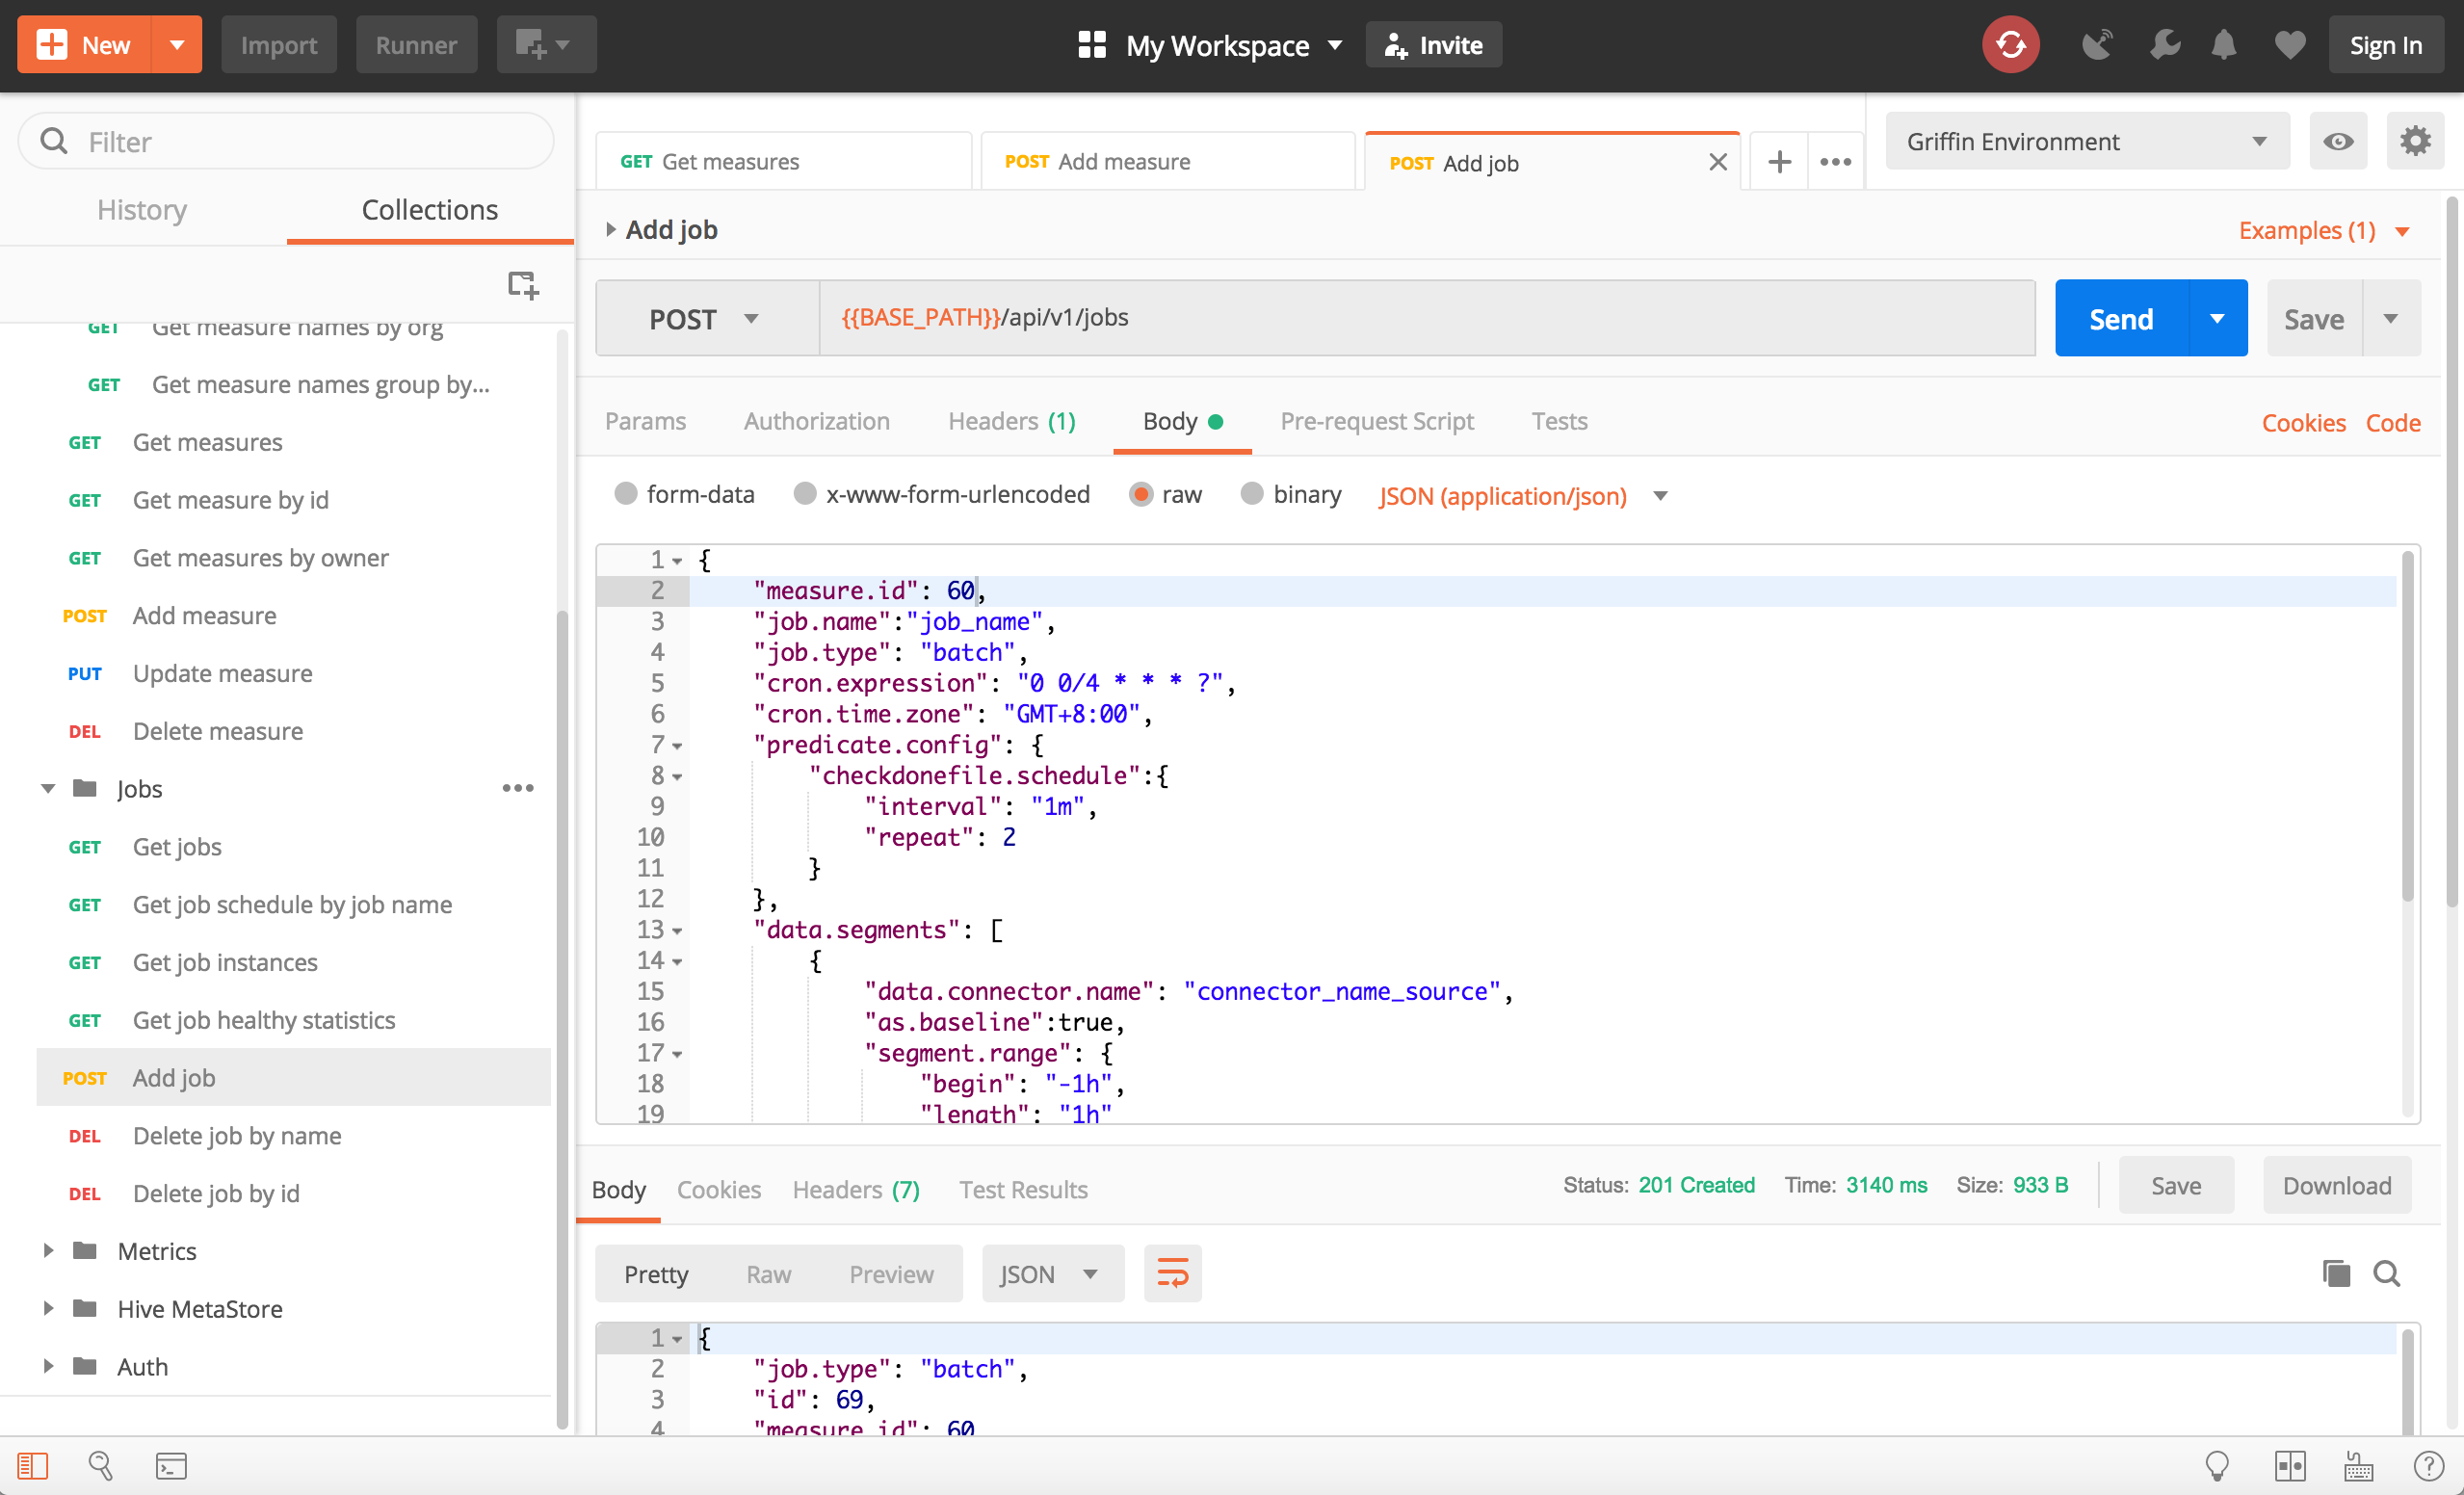 New
Import
Runner
My Workspace
Invite
Sign In
Filter
History
Collections
GET Get measure names by org
GET Get measure names group by...
GET Get measures
GET Get measure by id
GET Get measures by owner
POST Add measure
PUT Update measure
DEL Delete measure
Jobs
GET Get jobs
GET Get job schedule by job name
GET Get job instances
GET Get job healthy statistics
POST Add job
DEL Delete job by name
DEL Delete job by id
Metrics
Hive MetaStore
Auth
GET Get measures
POST Add measure
POST Add job
Griffin Environment
Add job
Examples (1)
POST
{{BASE_PATH}}/api/v1/jobs
Send
Save
Params
Authorization
Headers (1)
Body
Pre-request Script
Tests
Cookies
Code
form-data
x-www-form-urlencoded
raw
binary
JSON (application/json)
1 {
2 "measure.id": 60,
3 "job.name":"job_name",
4 "job.type": "batch",
5 "cron.expression": "0 0/4 * * * ?",
6 "cron.time.zone": "GMT+8:00",
7 "predicate.config": {
8 "checkdonefile.schedule":{
9 "interval": "1m",
10 "repeat": 2
11 }
12 },
13 "data.segments": [
14 {
15 "data.connector.name": "connector_name_source",
16 "as.baseline":true,
17 "segment.range": {
18 "begin": "-1h",
19 "length": "1h"
Body
Cookies
Headers (7)
Test Results
Status: 201 Created
Time: 3140 ms
Size: 933 B
Save
Download
Pretty
Raw
Preview
JSON
1 {
2 "job.type": "batch",
3 "id": 69,
4 "measure.id": 60